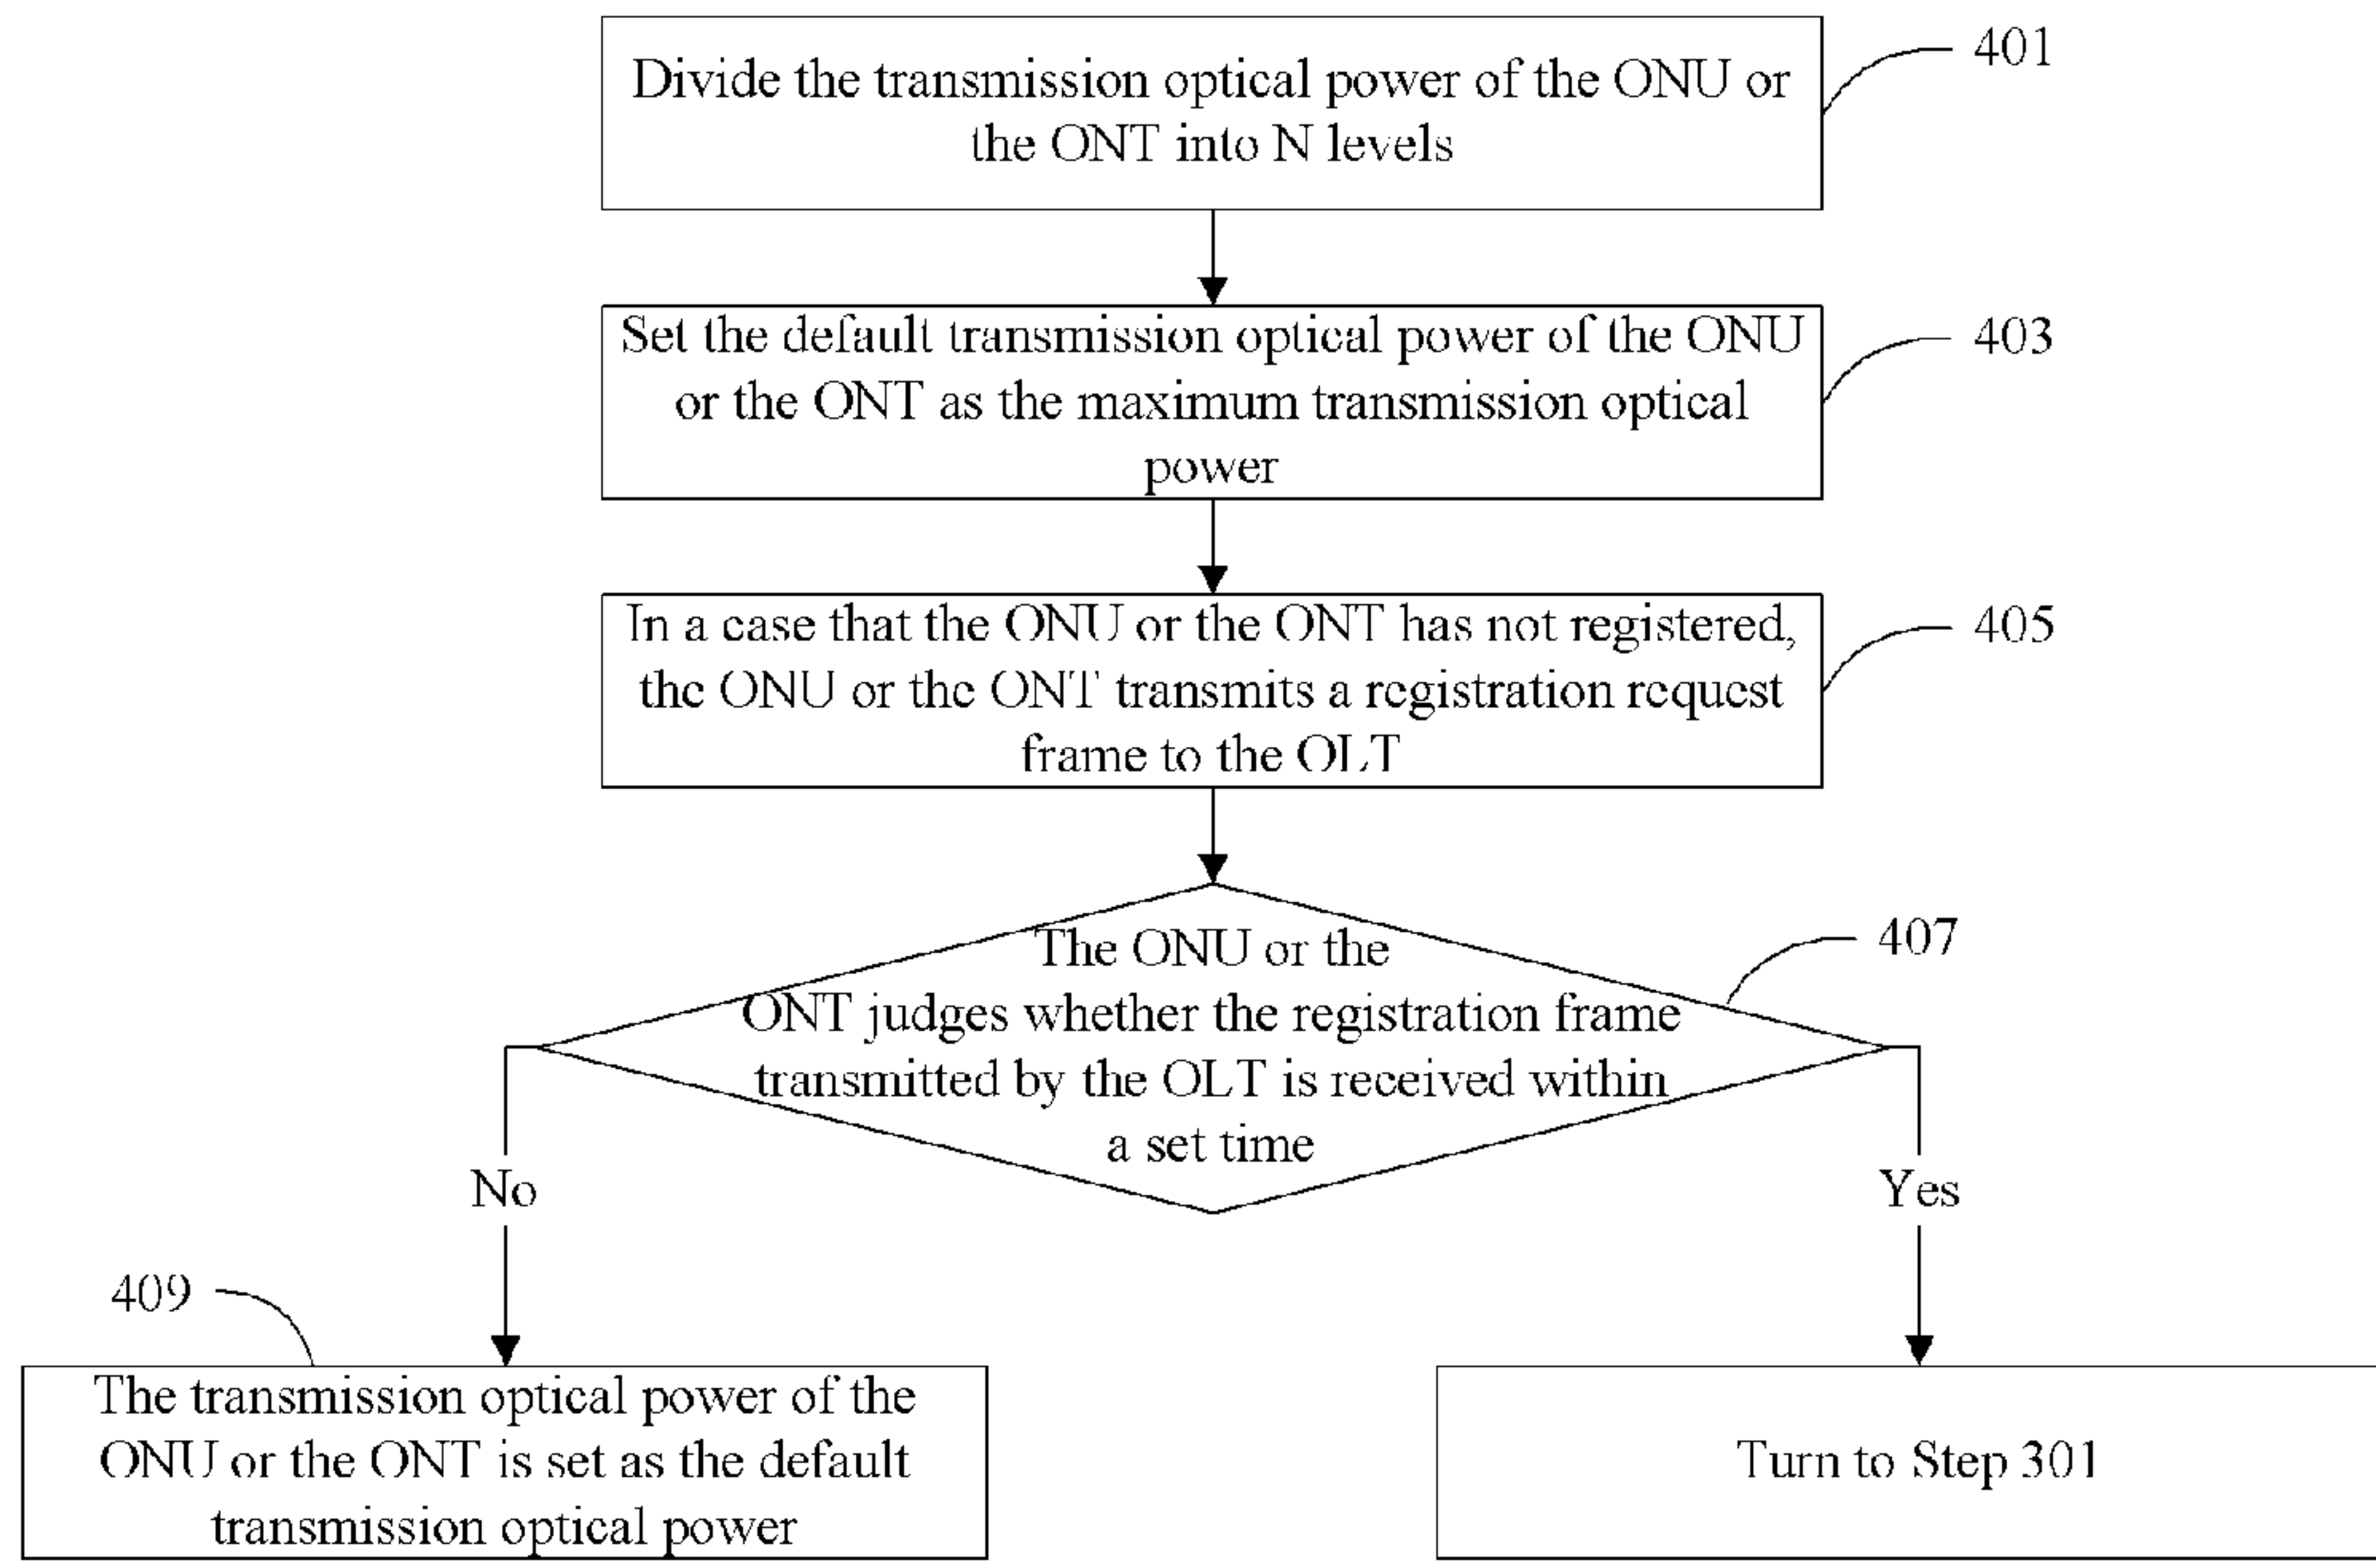 Divide the transmission optical power of the ONU or
the ONT into N levels
401
Set the default transmission optical power of the ONU
or the ONT as the maximum transmission optical
power
403
In a case that the ONU or the ONT has not registered,
the ONU or the ONT transmits a registration request
frame to the OLT
405
The ONU or the
ONT judges whether the registration frame
transmitted by the OLT is received within
a set time
407
No
Yes
409
The transmission optical power of the
ONU or the ONT is set as the default
transmission optical power
Turn to Step 301